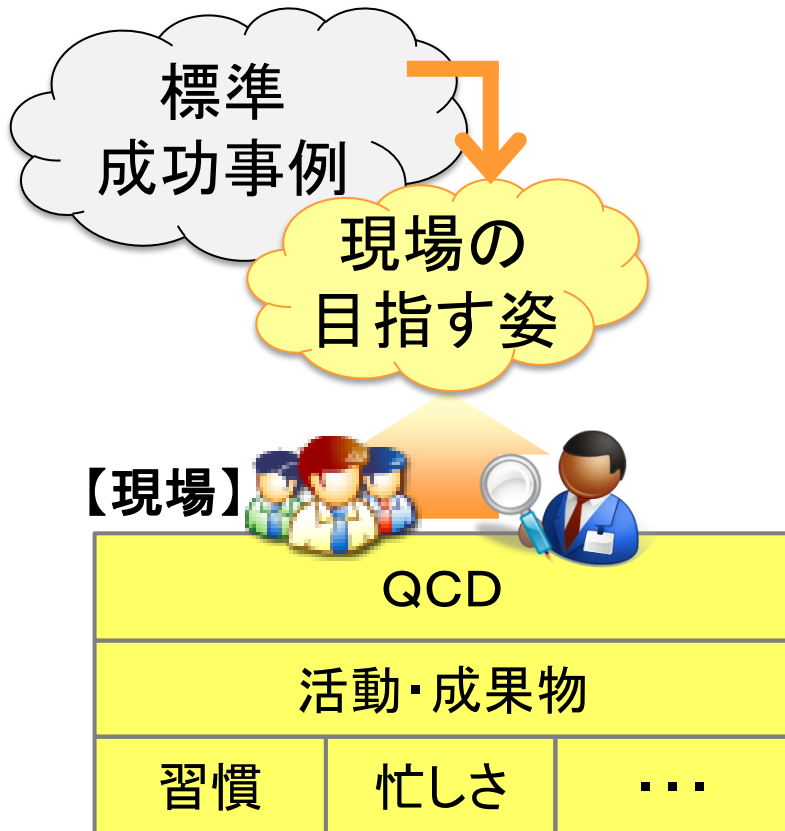 標準
成功事例
現場の
目指す姿
【現場】
QCD
活動・成果物
習慣
忙しさ
・・・